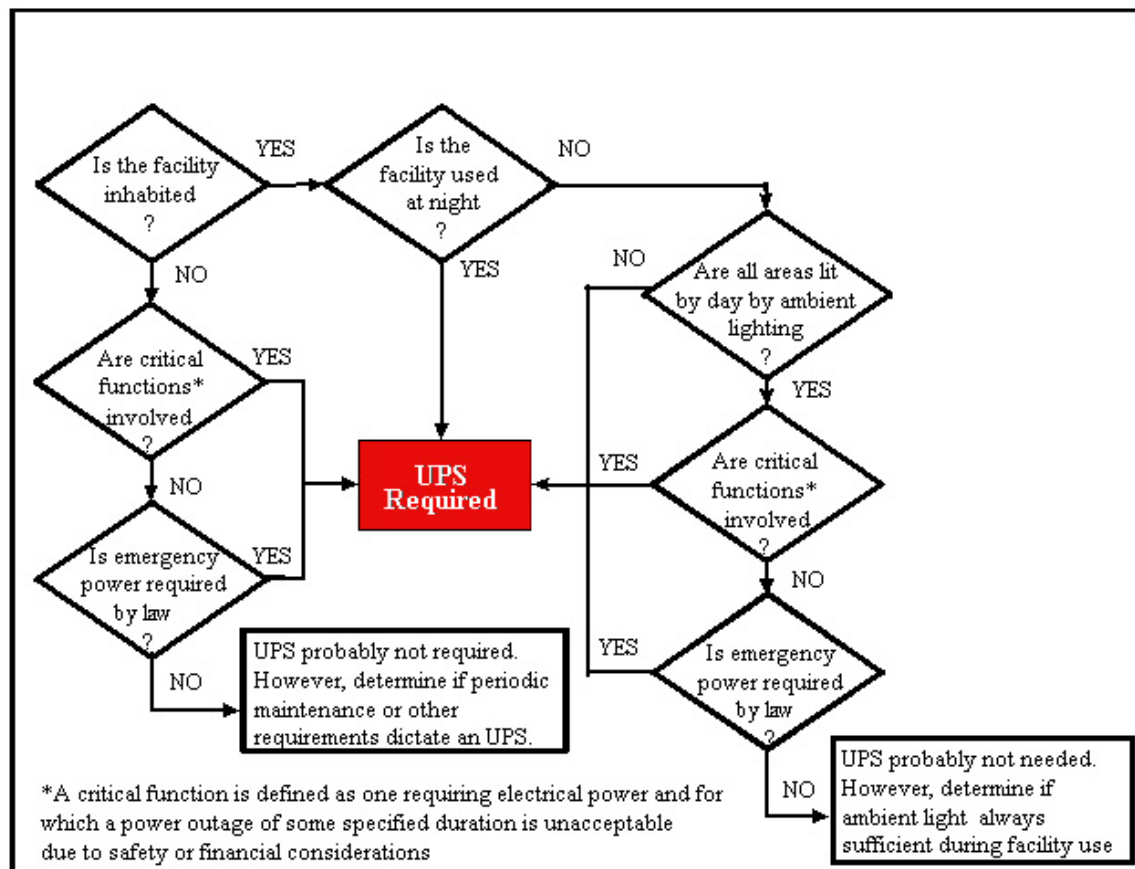 Is the facility
inhabited
?
YES
Is the
facility used
at night
?
NO
NO
YES
NO
Are all areas lit
by day by ambient
lighting
?
Are critical
functions*
involved
?
YES
YES
UPS
Required
YES
Are critical
functions*
involved
?
NO
NO
Is emergency
power required
by law
?
YES
YES
Is emergency
power required
by law
?
NO
UPS probably not required.
However, determine if periodic
maintenance or other
requirements dictate an UPS.
NO
UPS probably not needed.
However, determine if
ambient light always
sufficient during facility use
*A critical function is defined as one requiring electrical power and for
which a power outage of some specified duration is unacceptable
due to safety or financial considerations